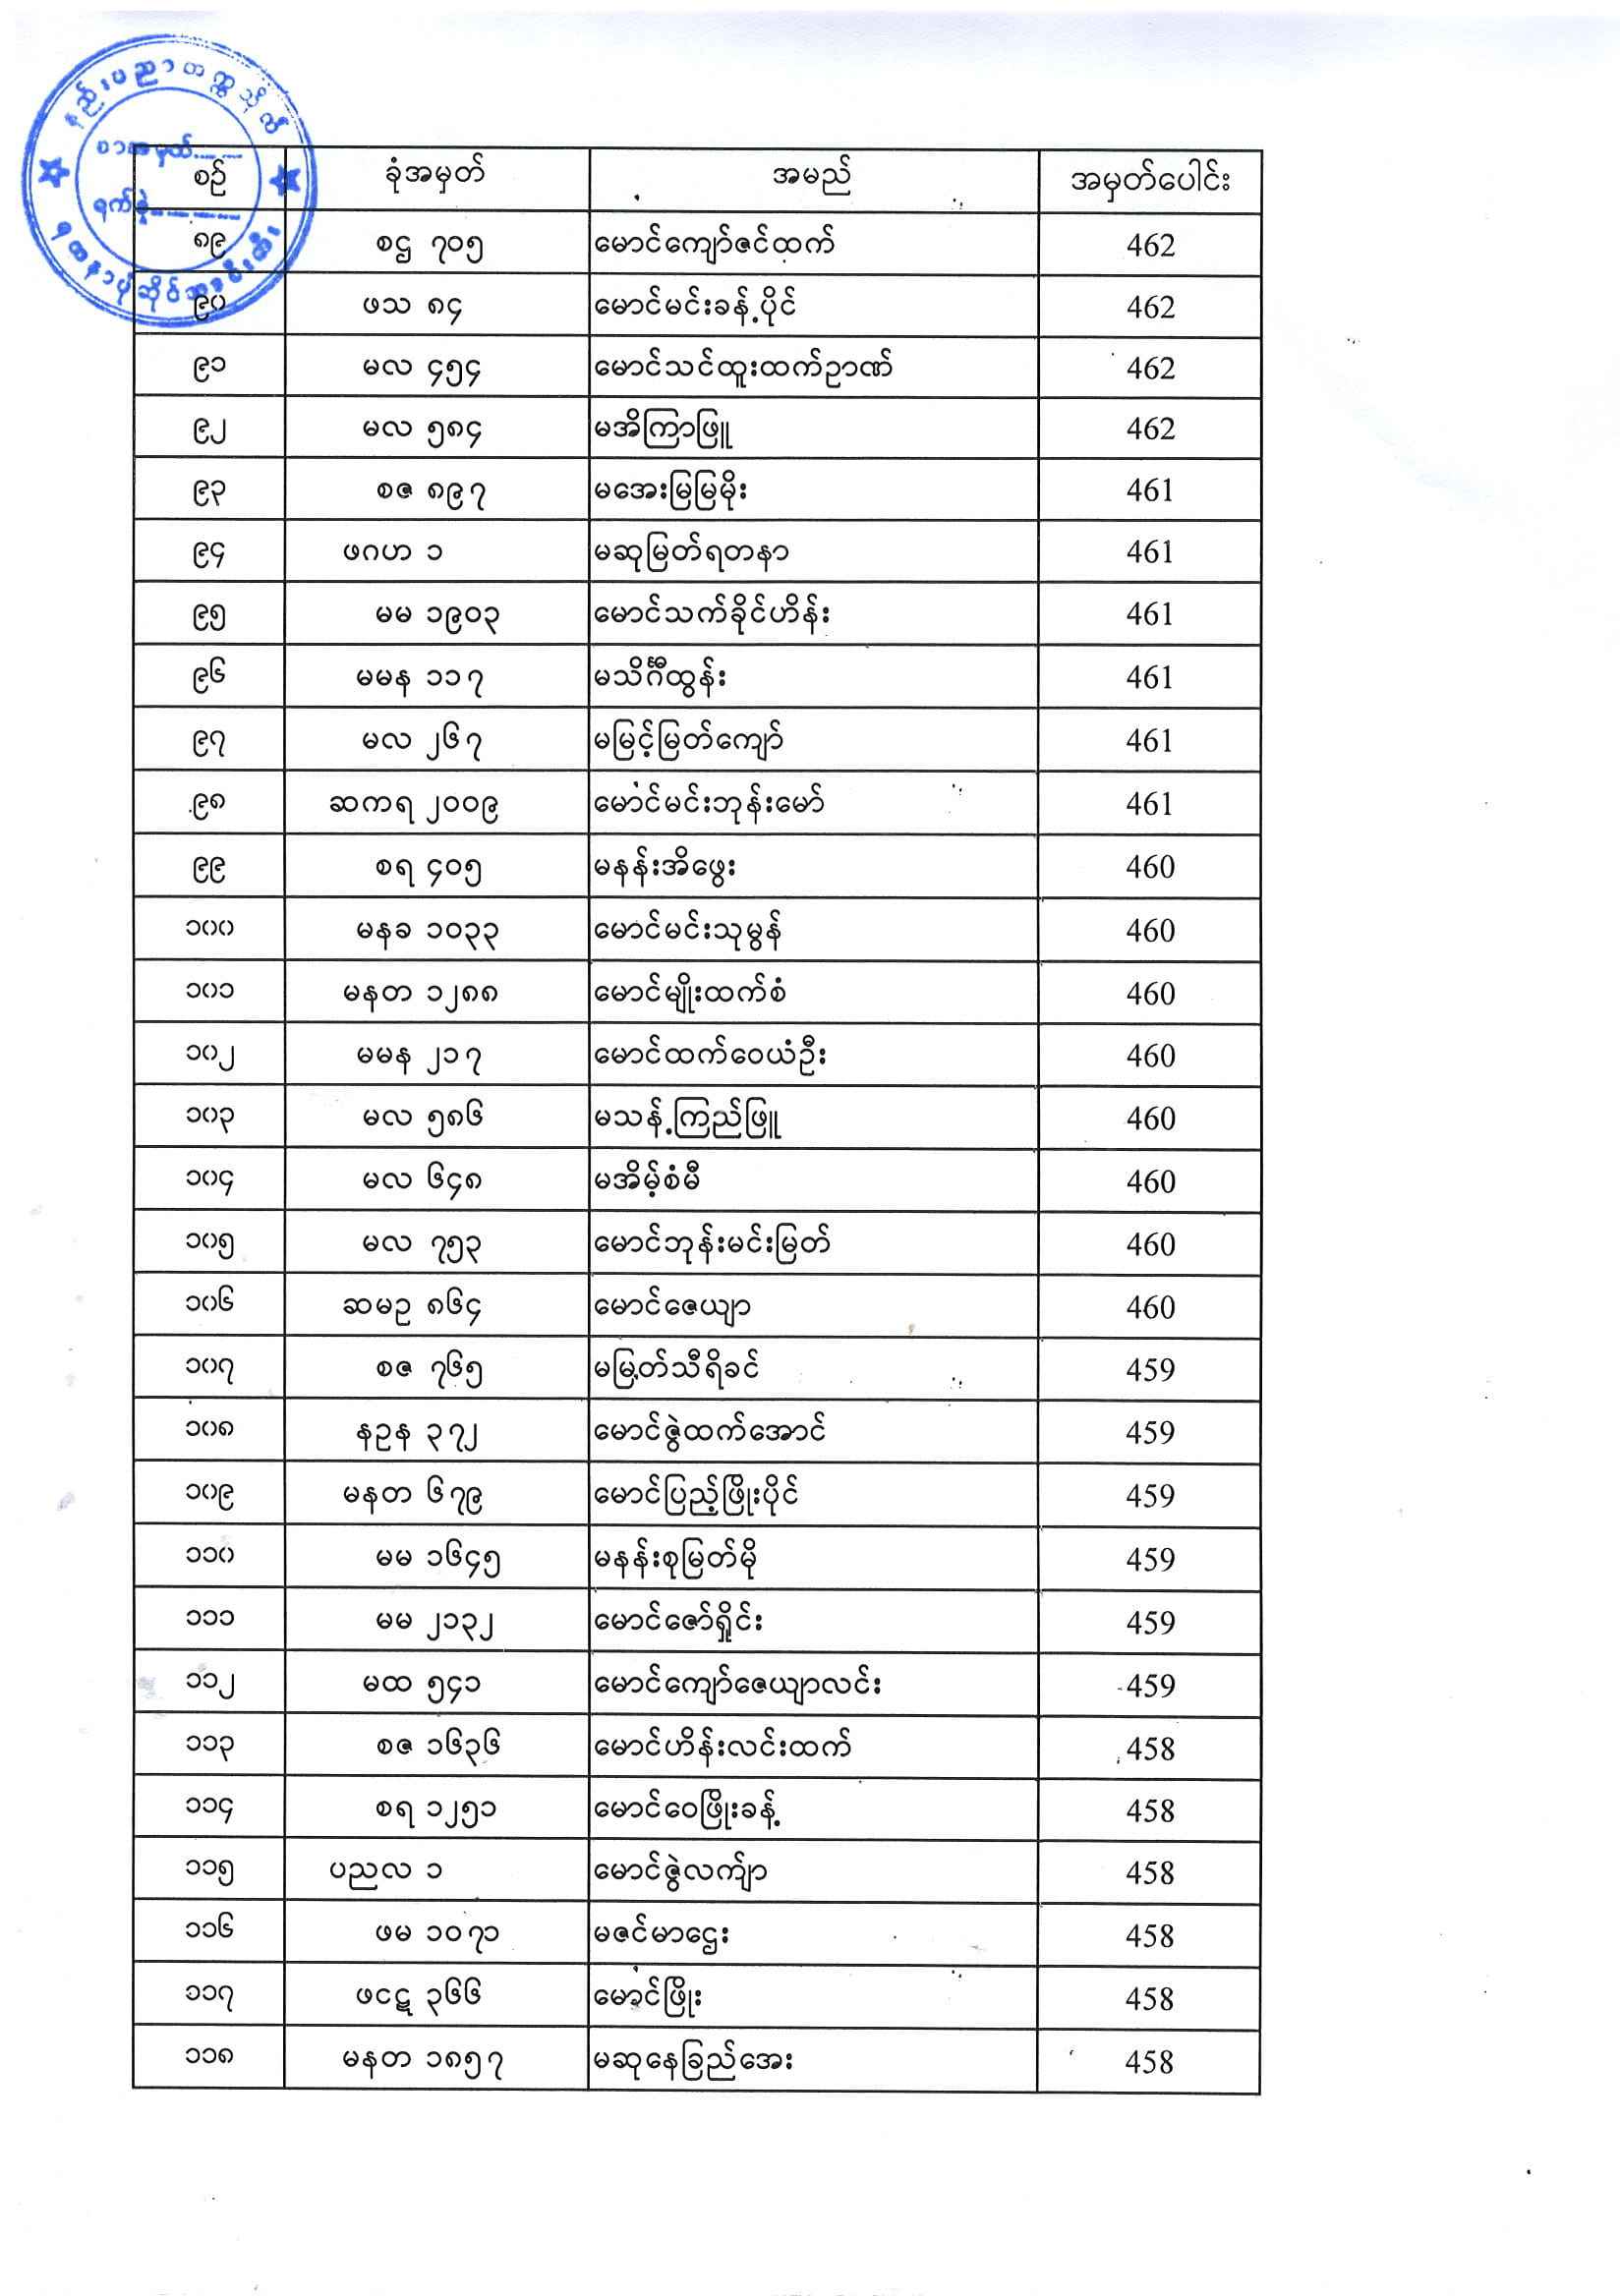 နည်းပညာတက္ကသိုလ်
စာအမှတ်
ရက်စွဲ
စဉ် ခုံအမှတ် အမည် အမှတ်ပေါင်း
၈၉ စဌ ၇၀၅ မောင်ကျော်ဇင်ထက် 462
၉၀ ဖသ ၈၄ မောင်မင်းခန့်ပိုင် 462
၉၁ မလ ၄၅၄ မောင်သင်ထူးထက်ဉာဏ် 462
၉၂ မလ ၅၈၄ မအိကြာဖြူ 462
၉၃ စဇ ၈၉၇ မအေးမြမြမိုး 461
၉၄ ဖဂဟ ၁ မဆုမြတ်ရတနာ 461
၉၅ မမ ၁၉၀၃ မောင်သက်ခိုင်ဟိန်း 461
၉၆ မမန ၁၁၇ မသိင်္ဂီထွန်း 461
၉၇ မလ ၂၆၇ မမြင့်မြတ်ကျော် 461
၉၈ ဆကရ ၂၀၀၉ မောင်မင်းဘုန်းမော် 461
၉၉ စရ ၄၀၅ မနန်းအိဖွေး 460
၁၀၀ မနခ ၁၀၃၃ မောင်မင်းသုမွန် 460
၁၀၁ မနတ ၁၂၈၈ မောင်မျိုးထက်စံ 460
၁၀၂ မမန ၂၁၇ မောင်ထက်ဝေယံဦး 460
၁၀၃ မလ ၅၈၆ မသန့်ကြည်ဖြူ 460
၁၀၄ မလ ၆၄၈ မအိမ့်စံမီ 460
၁၀၅ မလ ၇၅၃ မောင်ဘုန်းမင်းမြတ် 460
၁၀၆ ဆမဥ ၈၆၄ မောင်ဇေယျာ 460
၁၀၇ စဇ ၇၆၅ မမြတ်သီရိခင် 459
၁၀၈ နဥန ၃၇၂ မောင်ဇွဲထက်အောင် 459
၁၀၉ မနတ ၆၇၉ မောင်ပြည့်ဖြိုးပိုင် 459
၁၁၀ မမ ၁၆၄၅ မနန်းစုမြတ်မို 459
၁၁၁ မမ ၂၁၃၂ မောင်ဇော်ရှိုင်း 459
၁၁၂ မထ ၅၄၁ မောင်ကျော်ဇေယျာလင်း 459
၁၁၃ စဇ ၁၆၃၆ မောင်ဟိန်းလင်းထက် 458
၁၁၄ စရ ၁၂၅၁ မောင်ဝေဖြိုးခန့် 458
၁၁၅ ပညလ ၁ မောင်ဇွဲလင်္ကျာ 458
၁၁၆ ဖမ ၁၀၇၁ မဇင်မာဌေး 458
၁၁၇ ဖငဋ ၃၆၆ မောင်ဖြိုး 458
၁၁၈ မနတ ၁၈၅၇ မဆုနေခြည်အေး 458